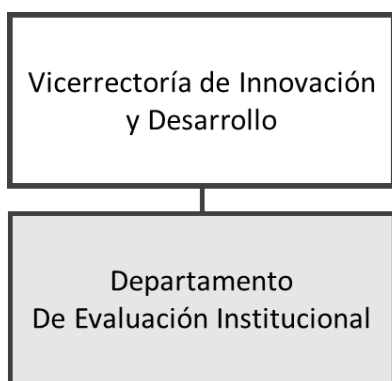 Vicerrectoría de Innovación
y Desarrollo
Departamento
De Evaluación Institucional